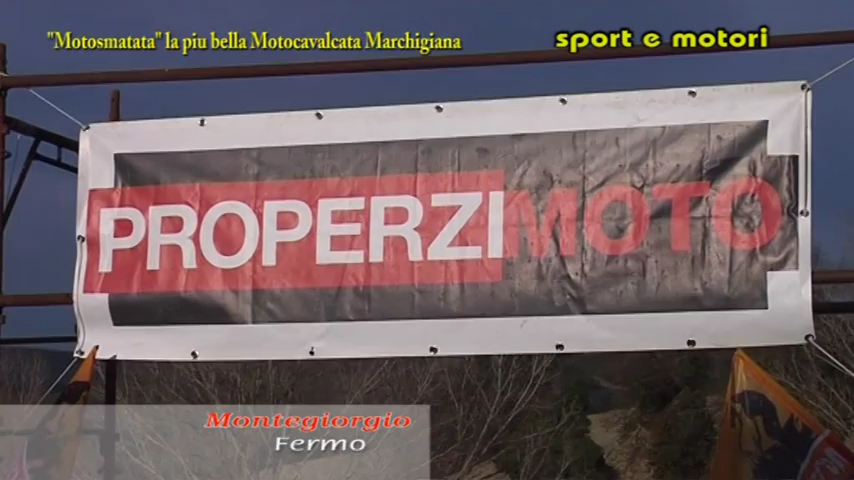 "Motosmatata" la piu bella Motocavalcata Marchigiana
sport e motori
PROPERZIMOTO
Montegiorgio
Fermo